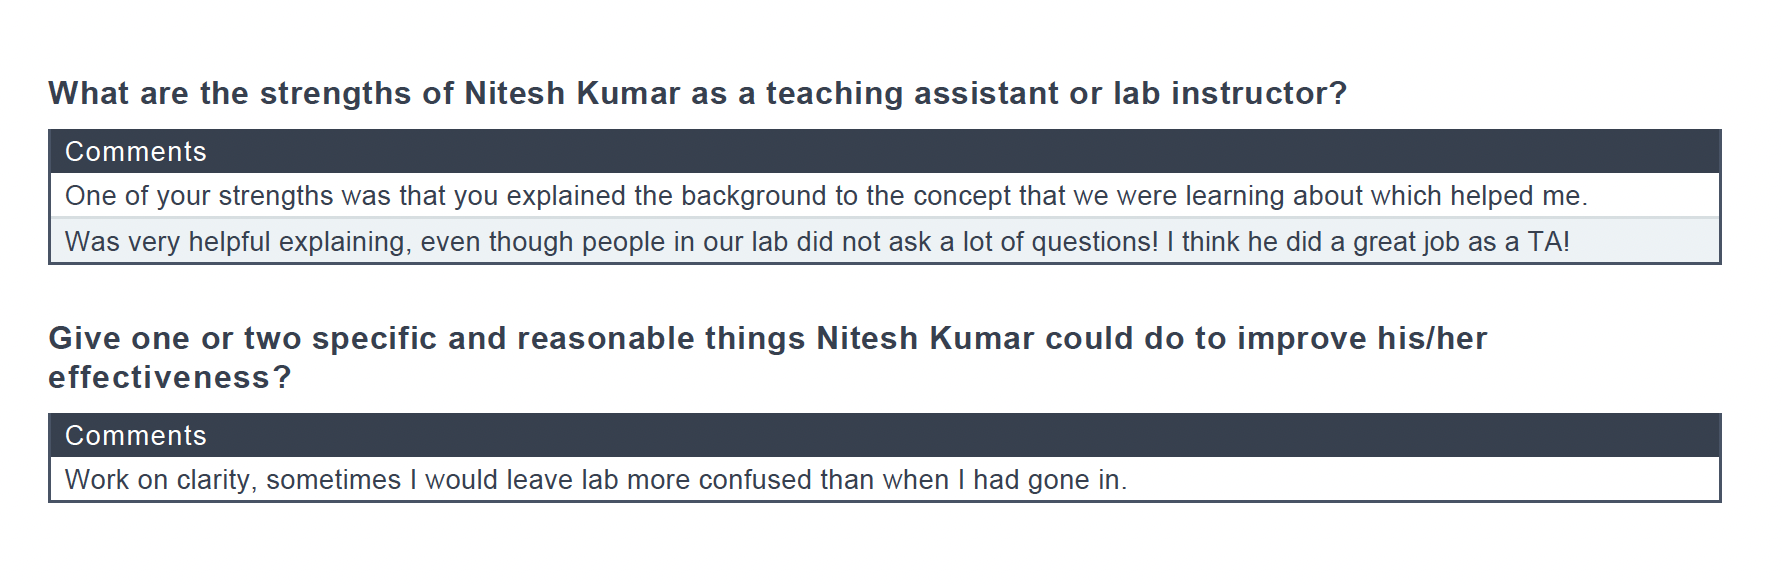 What are the strengths of Nitesh Kumar as a teaching assistant or lab instructor?
Comments
One of your strengths was that you explained the background to the concept that we were learning about which helped me.
Was very helpful explaining, even though people in our lab did not ask a lot of questions! I think he did a great job as a TA!
Give one or two specific and reasonable things Nitesh Kumar could do to improve his/her
effectiveness?
Comments
Work on clarity, sometimes I would leave lab more confused than when I had gone in.